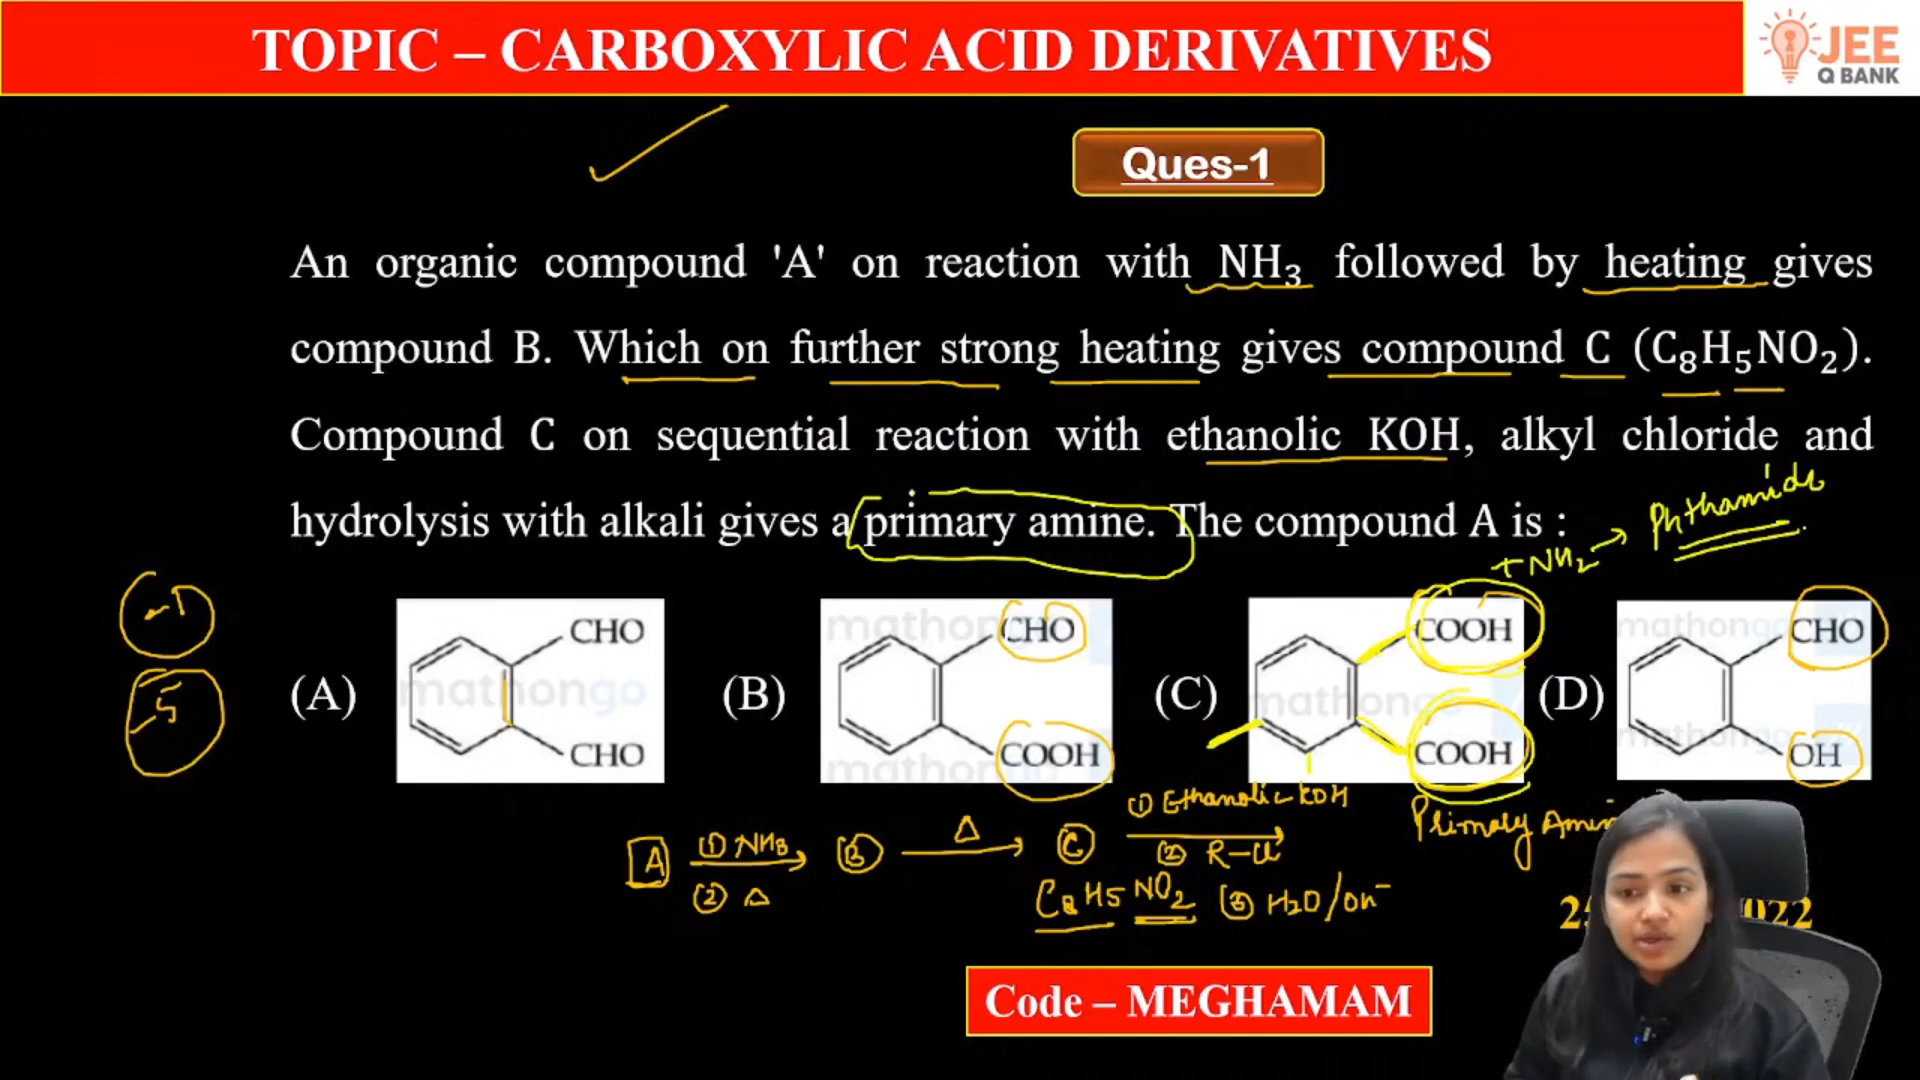 TOPIC – CARBOXYLIC ACID DERIVATIVES
JEE
Q BANK
Ques-1
An organic compound 'A' on reaction with NH₃ followed by heating gives
compound B. Which on further strong heating gives compound C (C₈H₅NO₂).
Compound C on sequential reaction with ethanolic KOH, alkyl chloride and
hydrolysis with alkali gives a primary amine. The compound A is :
+NH₂ → Phthamide
(A) CHO CHO
(B) CHO COOH
(C) COOH COOH
(D) CHO OH
mathongo
① Ethanolic KOH
Primary Amin
A ① NH₃ → B Δ → C ② R-Cl
② Δ
C₈H₅NO₂ ③ H₂O/OH⁻
5
022
Code – MEGHAMAM